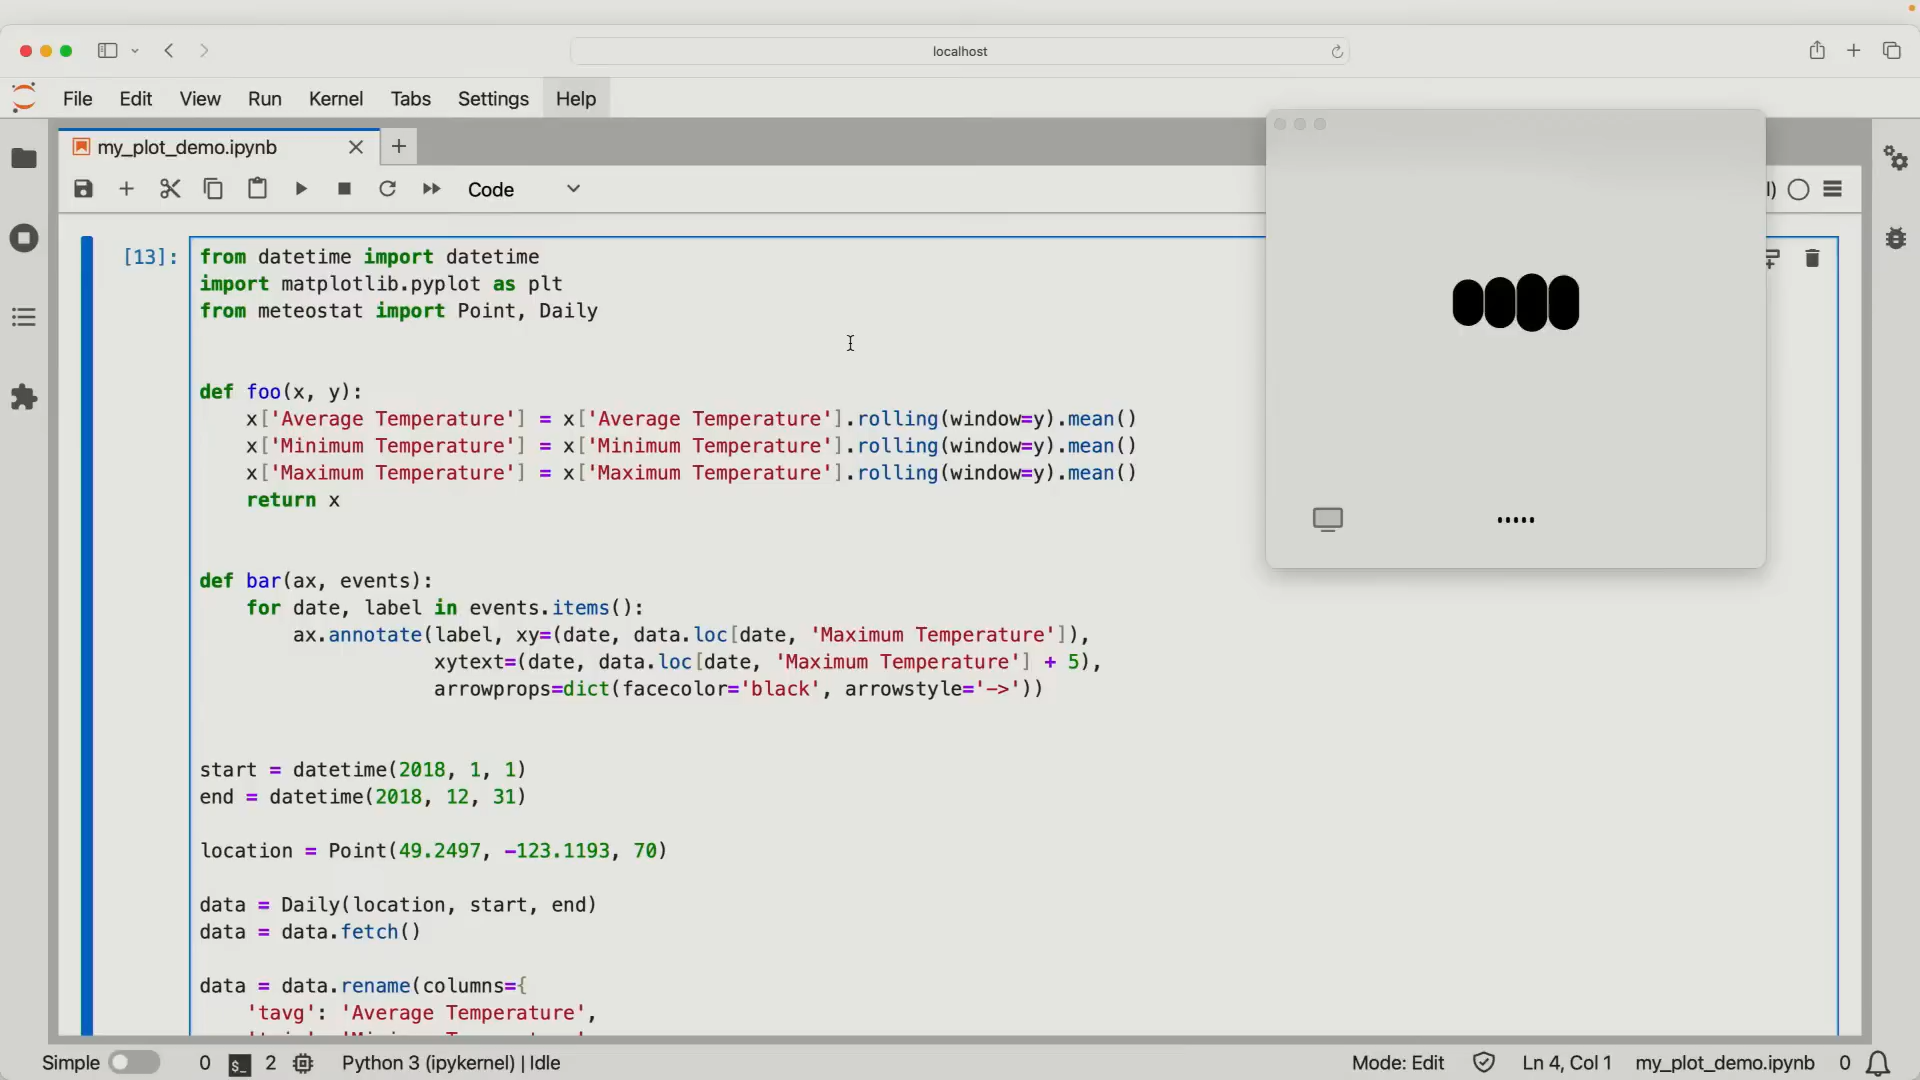 localhost
File Edit View Run Kernel Tabs Settings Help
my_plot_demo.ipynb
Code
[13]:
from datetime import datetime
import matplotlib.pyplot as plt
from meteostat import Point, Daily
def foo(x, y):
x['Average Temperature'] = x['Average Temperature'].rolling(window=y).mean()
x['Minimum Temperature'] = x['Minimum Temperature'].rolling(window=y).mean()
x['Maximum Temperature'] = x['Maximum Temperature'].rolling(window=y).mean()
return x
def bar(ax, events):
for date, label in events.items():
ax.annotate(label, xy=(date, data.loc[date, 'Maximum Temperature']),
xytext=(date, data.loc[date, 'Maximum Temperature'] + 5),
arrowprops=dict(facecolor='black', arrowstyle='->'))
start = datetime(2018, 1, 1)
end = datetime(2018, 12, 31)
location = Point(49.2497, -123.1193, 70)
data = Daily(location, start, end)
data = data.fetch()
data = data.rename(columns={
'tavg': 'Average Temperature',
Simple 0 $_ 2 Python 3 (ipykernel) | Idle Mode: Edit Ln 4, Col 1 my_plot_demo.ipynb 0